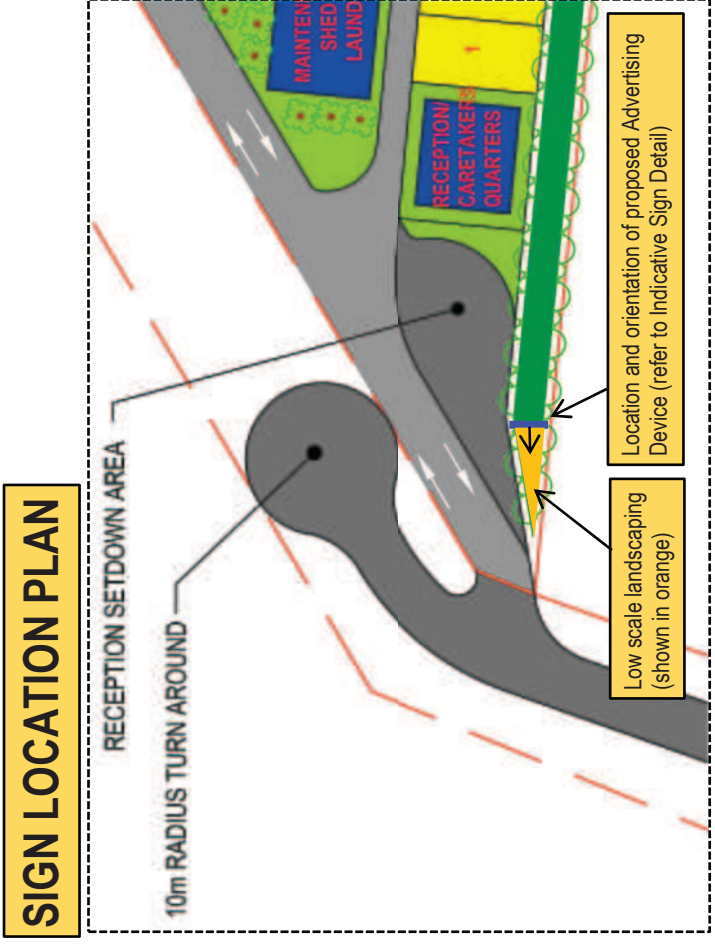 SIGN LOCATION PLAN
RECEPTION SETDOWN AREA
10m RADIUS TURN AROUND
MAINTEN
SHED
LAUND
RECEPTION/
CARETAKERS
QUARTERS
1
Low scale landscaping
(shown in orange)
Location and orientation of proposed Advertising
Device (refer to Indicative Sign Detail)